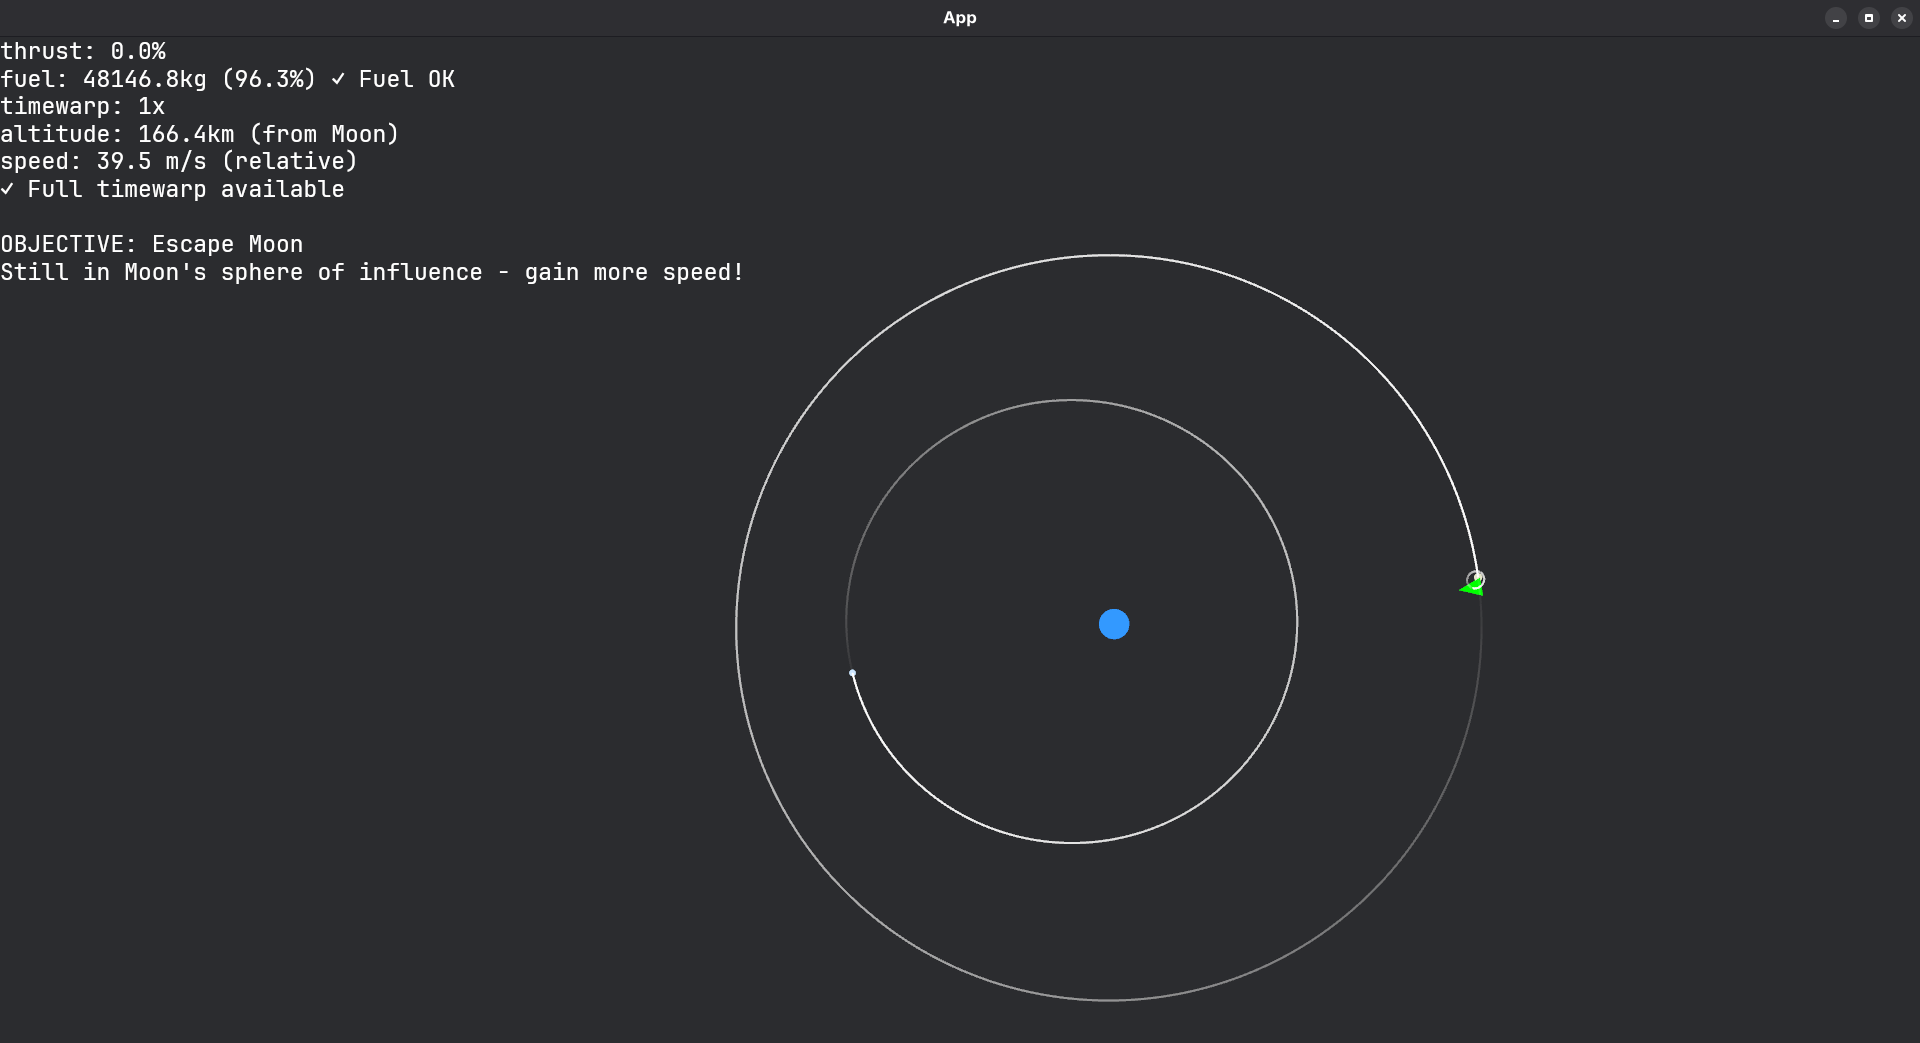 App
thrust: 0.0%
fuel: 48146.8kg (96.3%) ✓ Fuel OK
timewarp: 1x
altitude: 166.4km (from Moon)
speed: 39.5 m/s (relative)
✓ Full timewarp available
OBJECTIVE: Escape Moon
Still in Moon's sphere of influence - gain more speed!